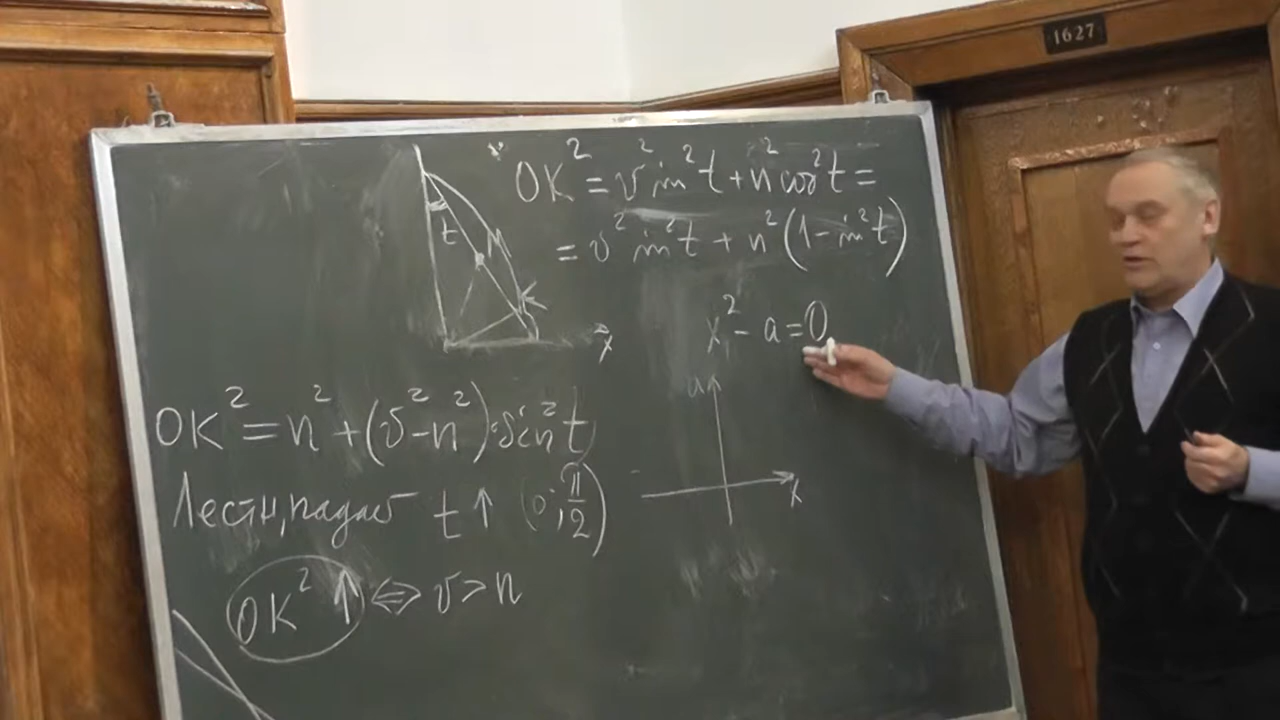 1627
OK² = v² sin² t + n² cos² t =
= v² sin² t + n² (1 - sin² t)
t
K
x
x² - a = 0
OK² = n² + (v² - n²) · sin² t
a
x
Лестн, падает t ↑ (0; π/2)
OK² ↑ ⇔ v > n